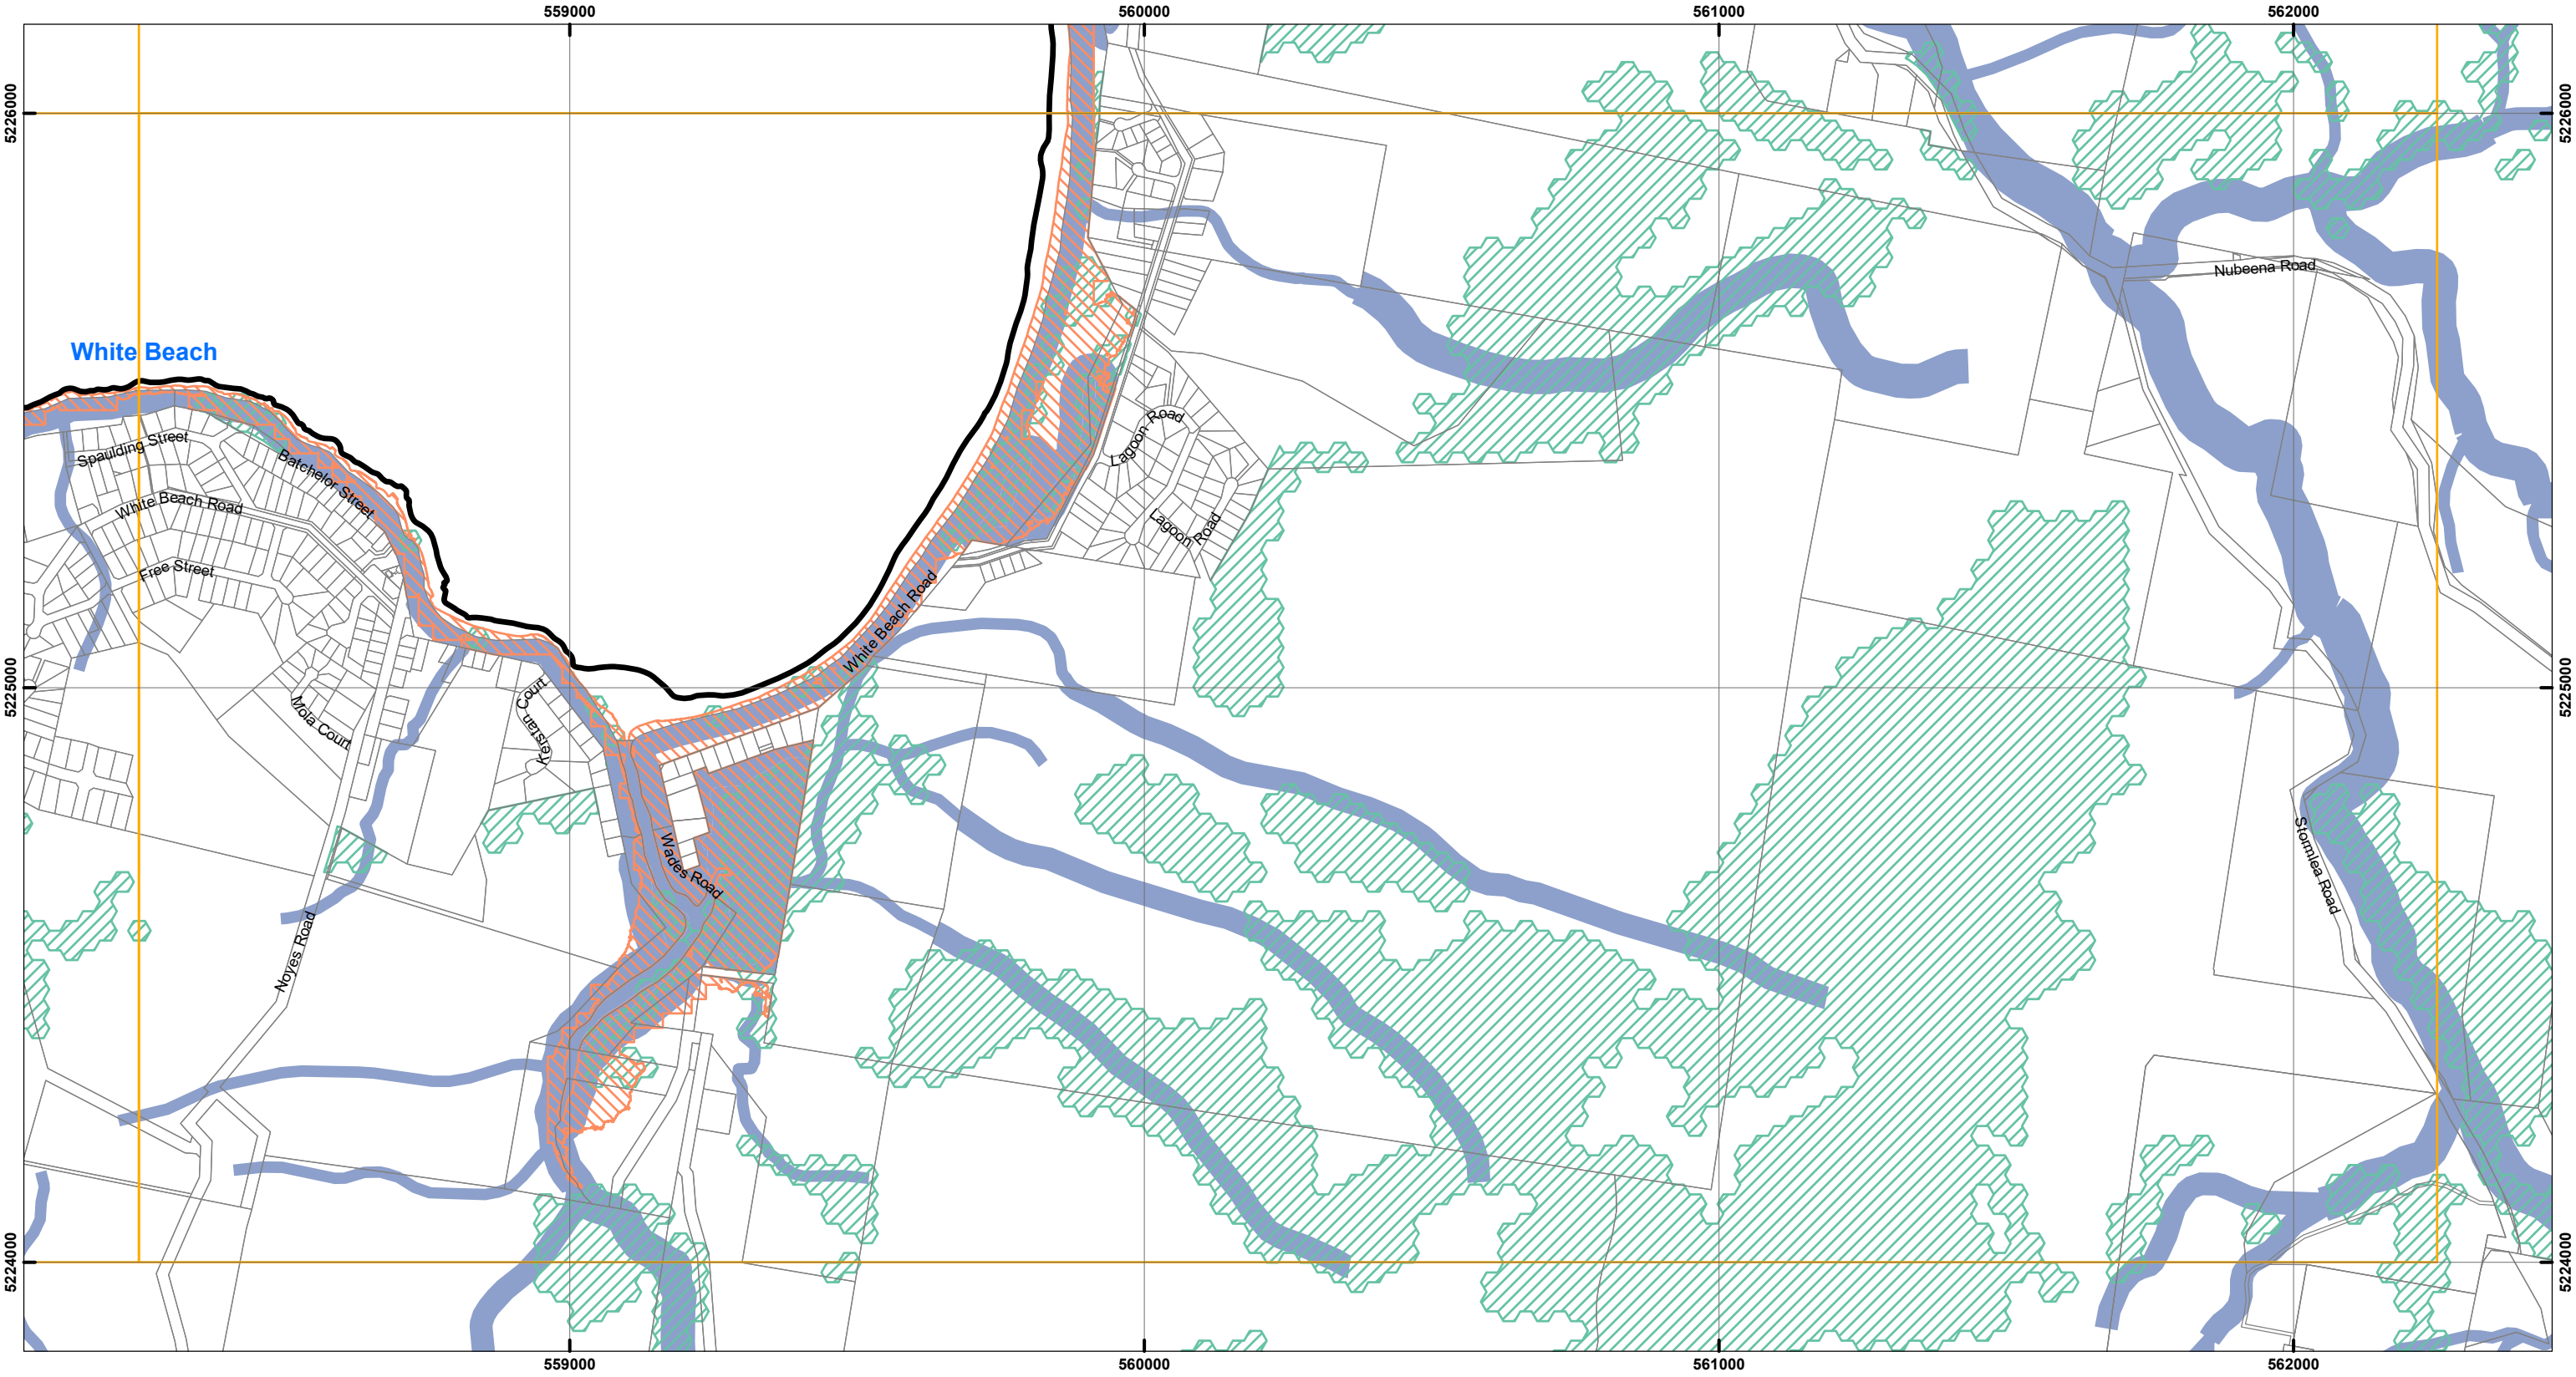 559000
560000
561000
562000
5226000
5226000
Nubeena Road
White Beach
Lagoon Road
Spaulding Street
Batchelor Street
White Beach Road
Lagoon Road
Free Street
White Beach Road
5225000
5225000
Mola Court
Kerslan Court
Wades Road
Stormlea Road
Noyes Road
5224000
5224000
559000
560000
561000
562000